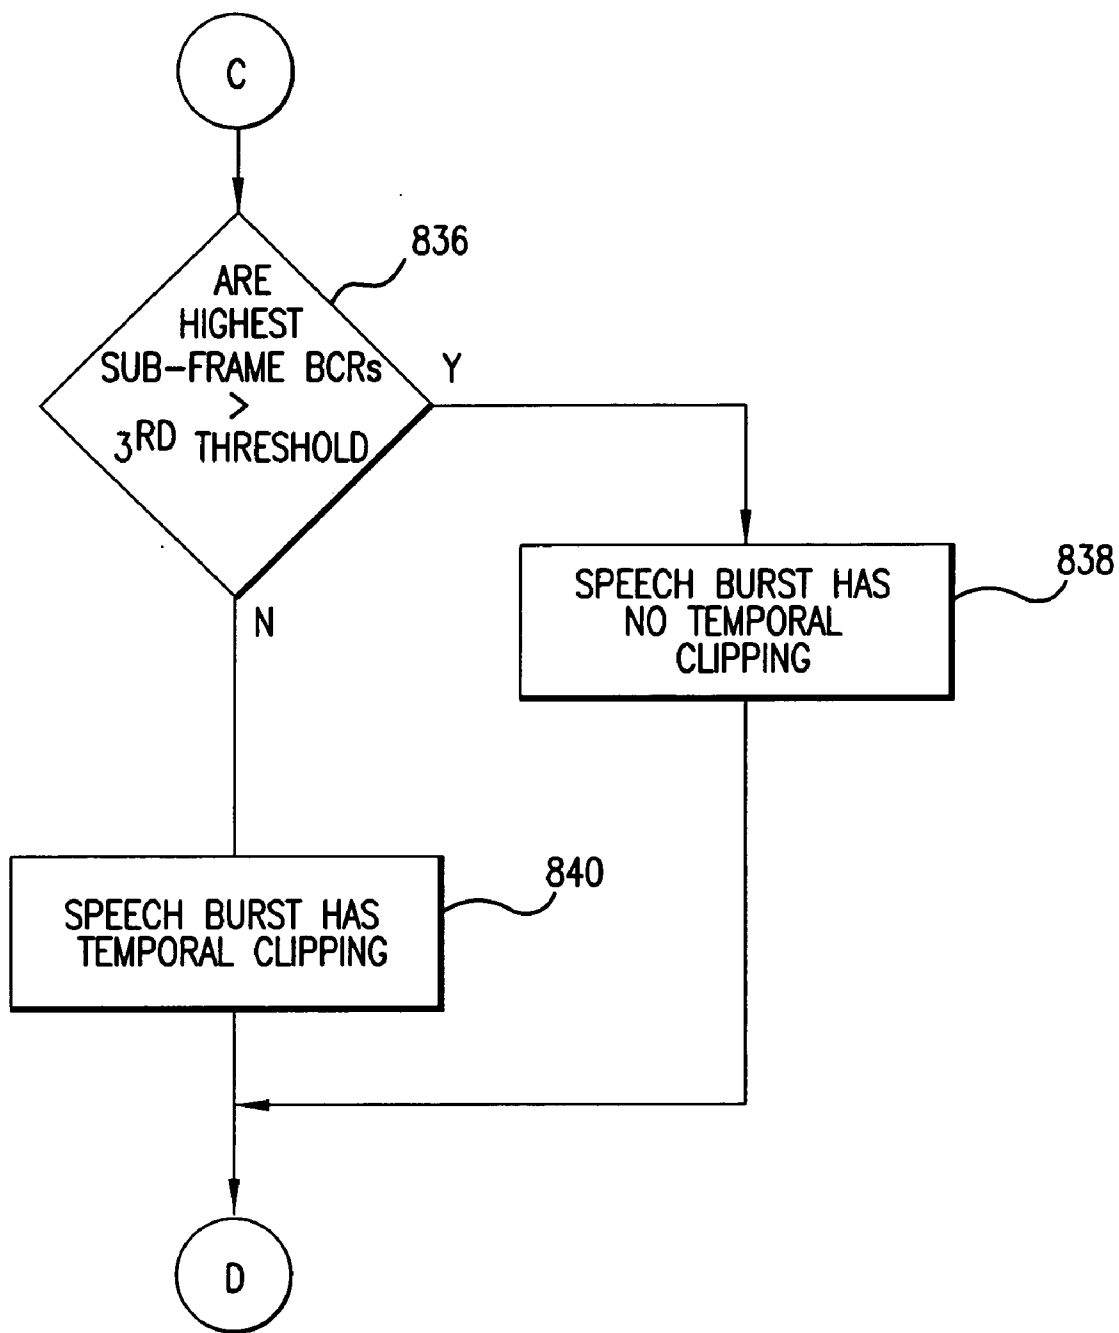 C
836
ARE
HIGHEST
SUB-FRAME BCRs
>
3RD THRESHOLD
Y
N
838
SPEECH BURST HAS
NO TEMPORAL
CLIPPING
840
SPEECH BURST HAS
TEMPORAL CLIPPING
D